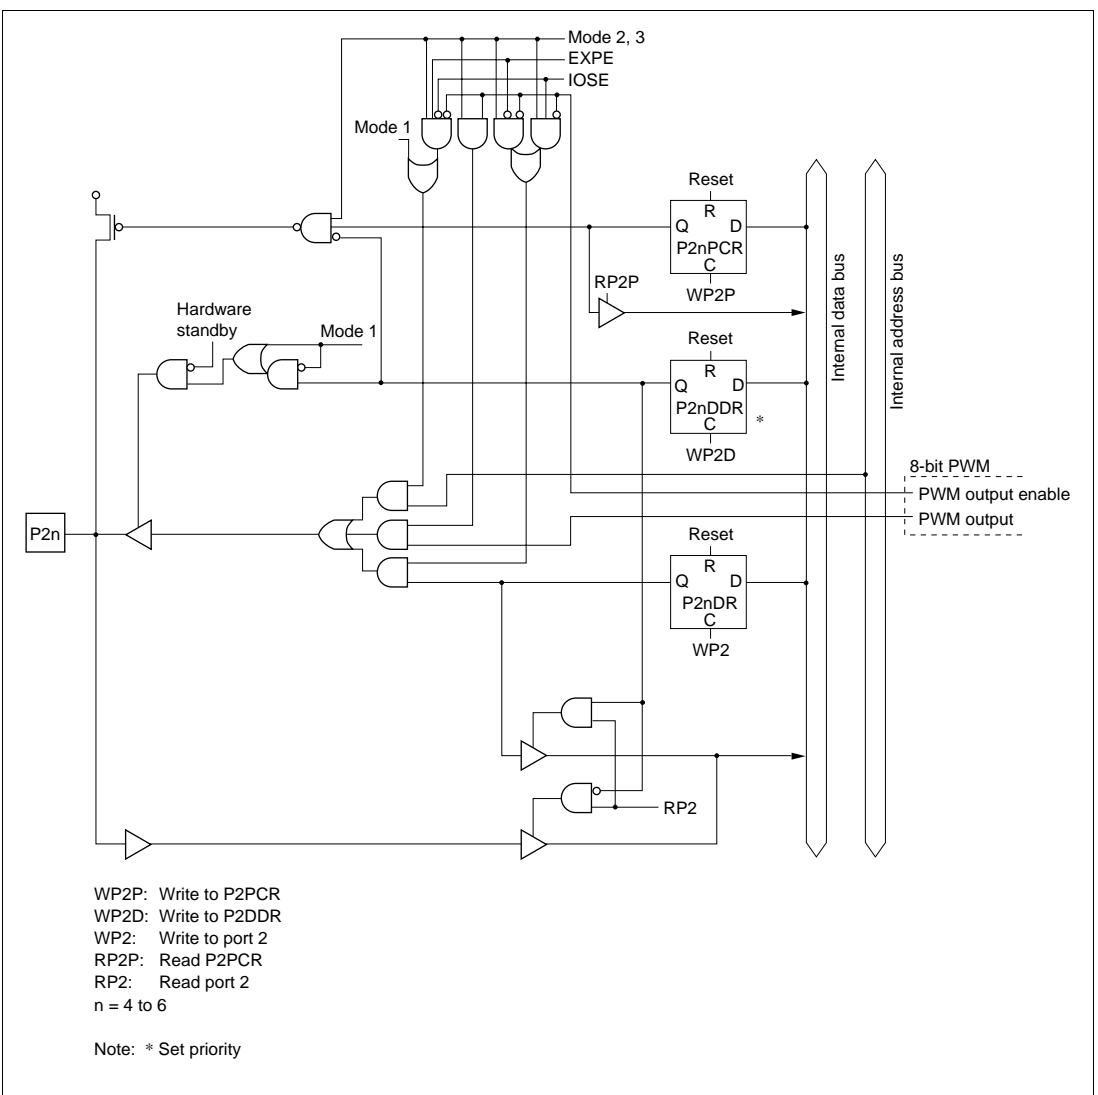 Mode 2, 3
EXPE
IOSE
Mode 1
Reset
R
Q D
P2nPCR
C
WP2P
RP2P
Hardware
standby
Mode 1
Reset
R
Q D
P2nDDR
C
*
WP2D
Internal data bus
Internal address bus
8-bit PWM
PWM output enable
PWM output
P2n
Reset
R
Q D
P2nDR
C
WP2
RP2
WP2P: Write to P2PCR
WP2D: Write to P2DDR
WP2: Write to port 2
RP2P: Read P2PCR
RP2: Read port 2
n = 4 to 6
Note: * Set priority